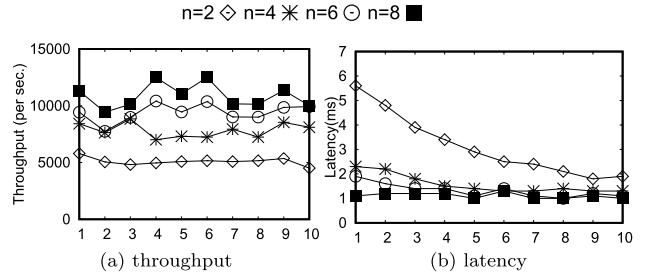 n=2 n=4 n=6 n=8
Throughput (per sec.)
15000
10000
5000
0
1 2 3 4 5 6 7 8 9 10
(a) throughput
Latency(ms)
7
6
5
4
3
2
1
0
1 2 3 4 5 6 7 8 9 10
(b) latency